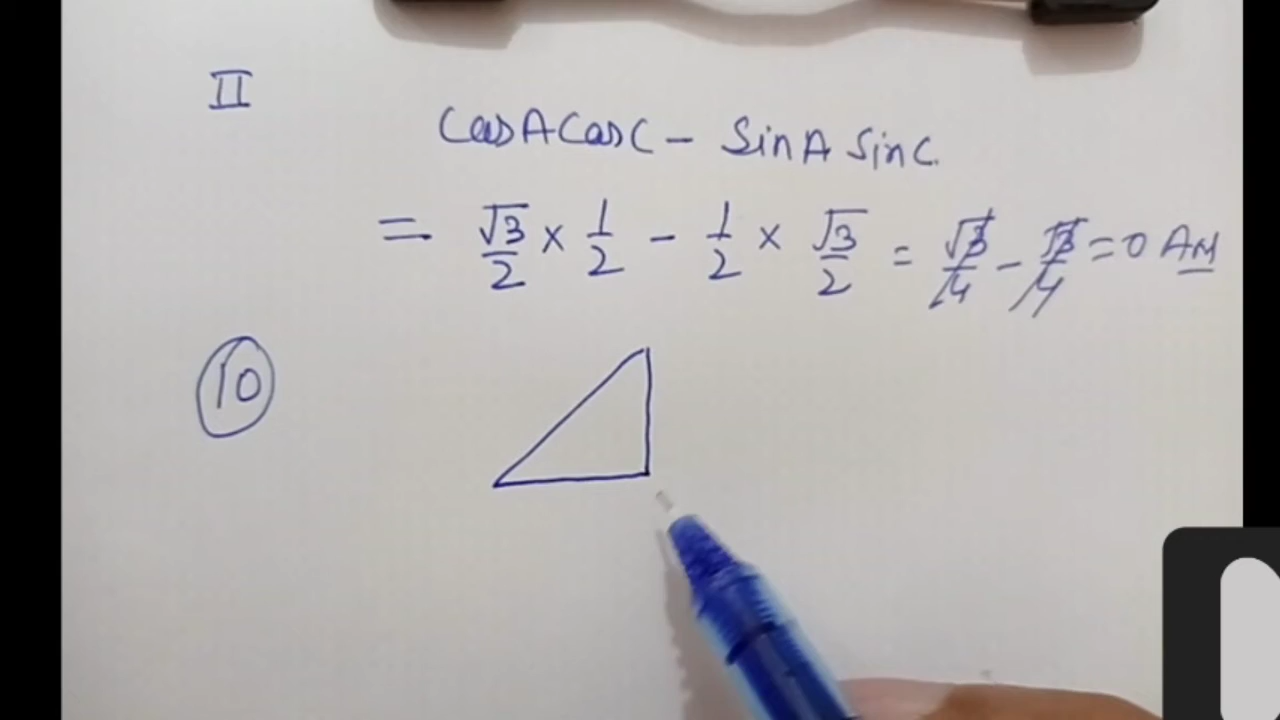 II
CosACosC - SinA SinC.
= √3/2 × 1/2 - 1/2 × √3/2 = √3/4 - √3/4 = 0 Ans
10